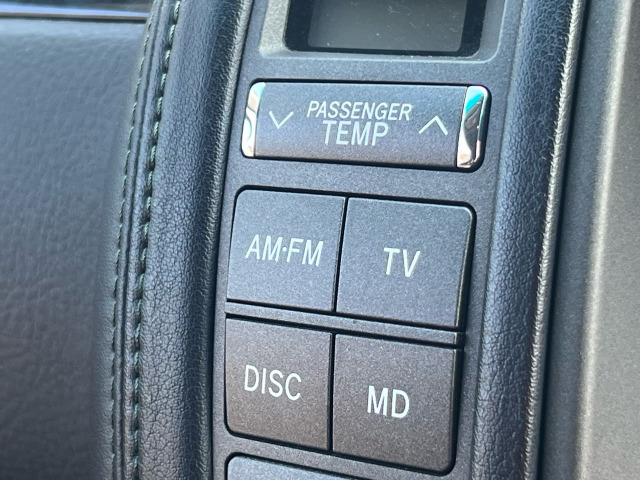 PASSENGER
TEMP
AM·FM
TV
DISC
MD